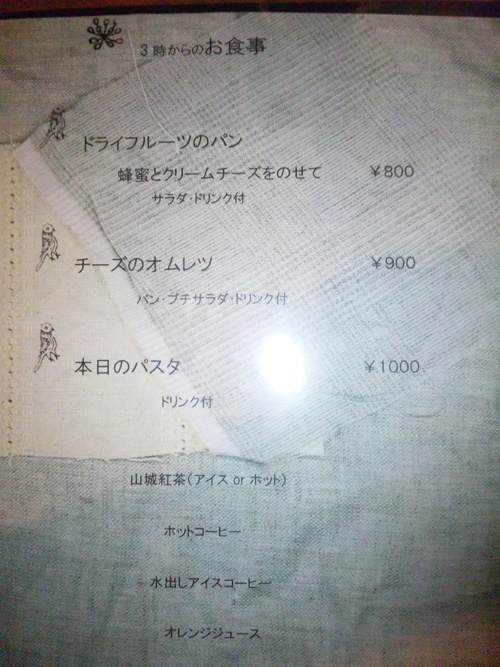 3時からのお食事
ドライフルーツのパン
蜂蜜とクリームチーズをのせて ￥800
サラダ・ドリンク付
チーズのオムレツ ￥900
パン・プチサラダ・ドリンク付
本日のパスタ ￥1000
ドリンク付
山城紅茶（アイス or ホット）
ホットコーヒー
水出しアイスコーヒー
オレンジジュース